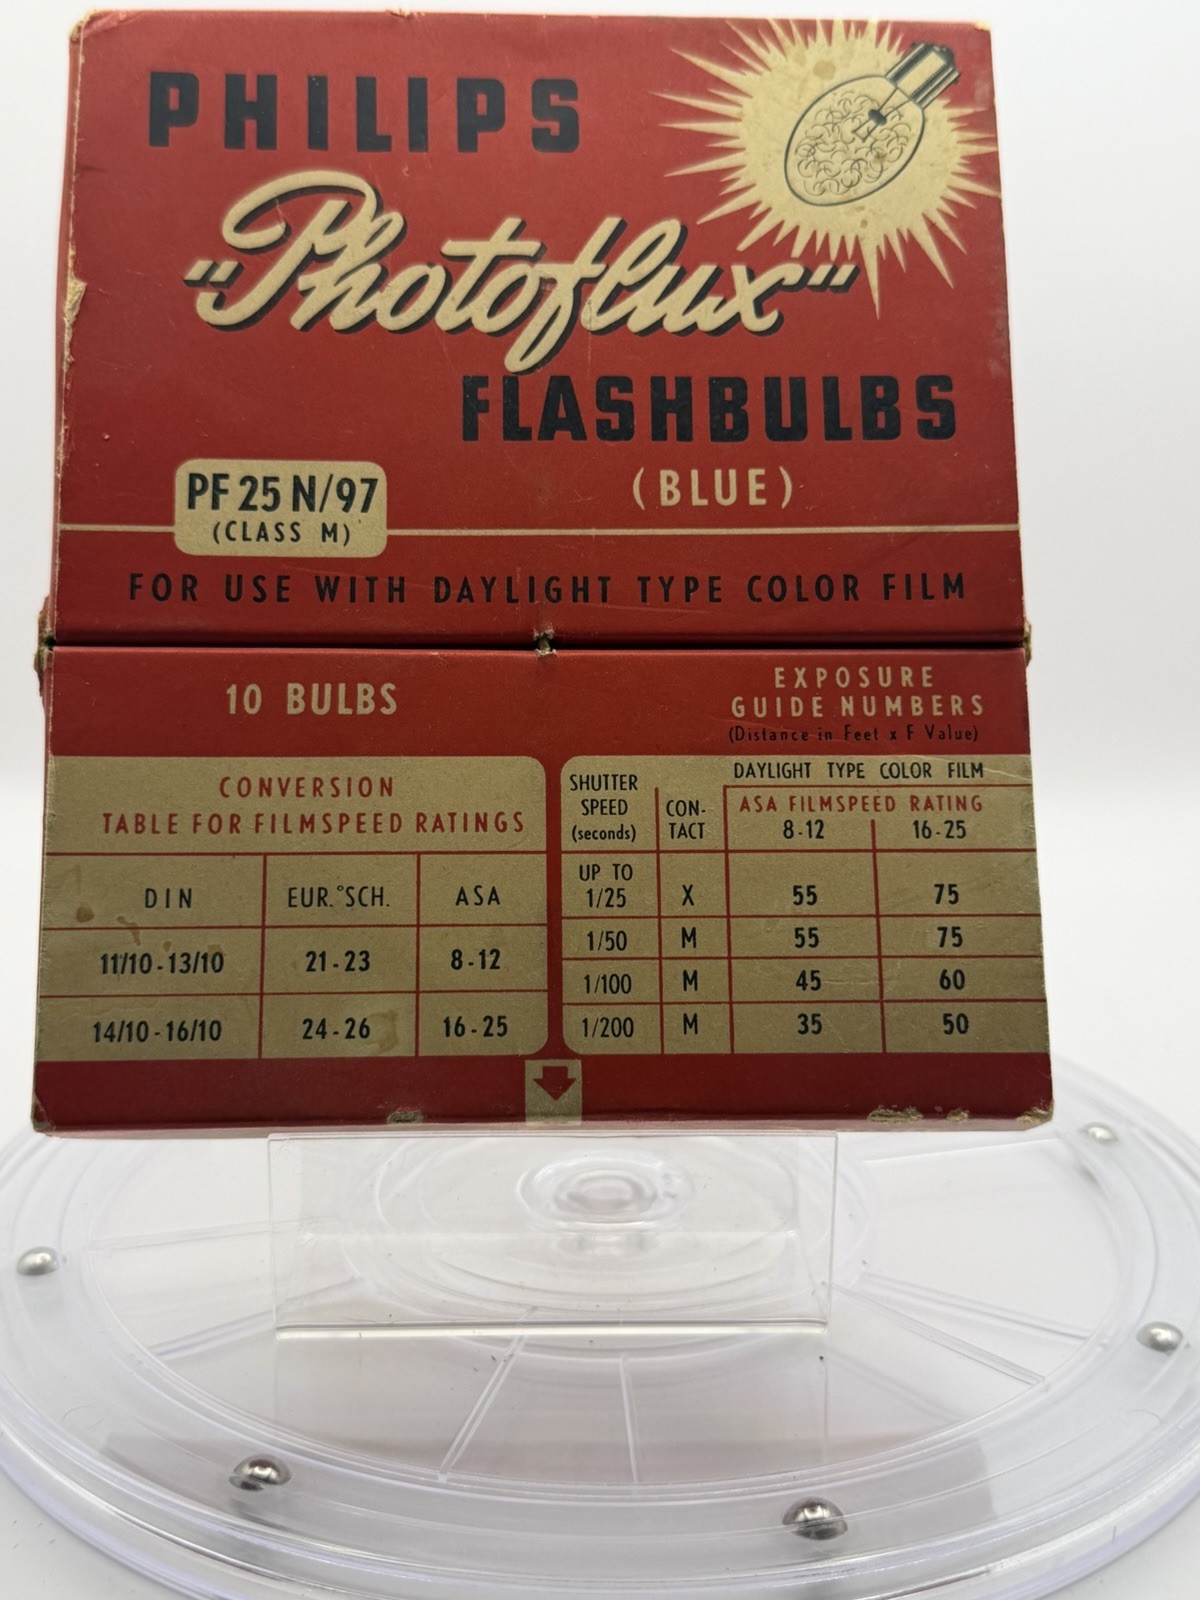 PHILIPS
"Photoflux"
FLASHBULBS
(BLUE)
PF 25 N/97
(CLASS M)
FOR USE WITH DAYLIGHT TYPE COLOR FILM
10 BULBS
CONVERSION
TABLE FOR FILMSPEED RATINGS
DIN EUR.°SCH. ASA
11/10-13/10 21-23 8-12
14/10-16/10 24-26 16-25
EXPOSURE
GUIDE NUMBERS
(Distance in Feet x F Value)
SHUTTER
SPEED
(seconds)
CON-
TACT
DAYLIGHT TYPE COLOR FILM
ASA FILMSPEED RATING
8-12 16-25
UP TO
1/25 X 55 75
1/50 M 55 75
1/100 M 45 60
1/200 M 35 50